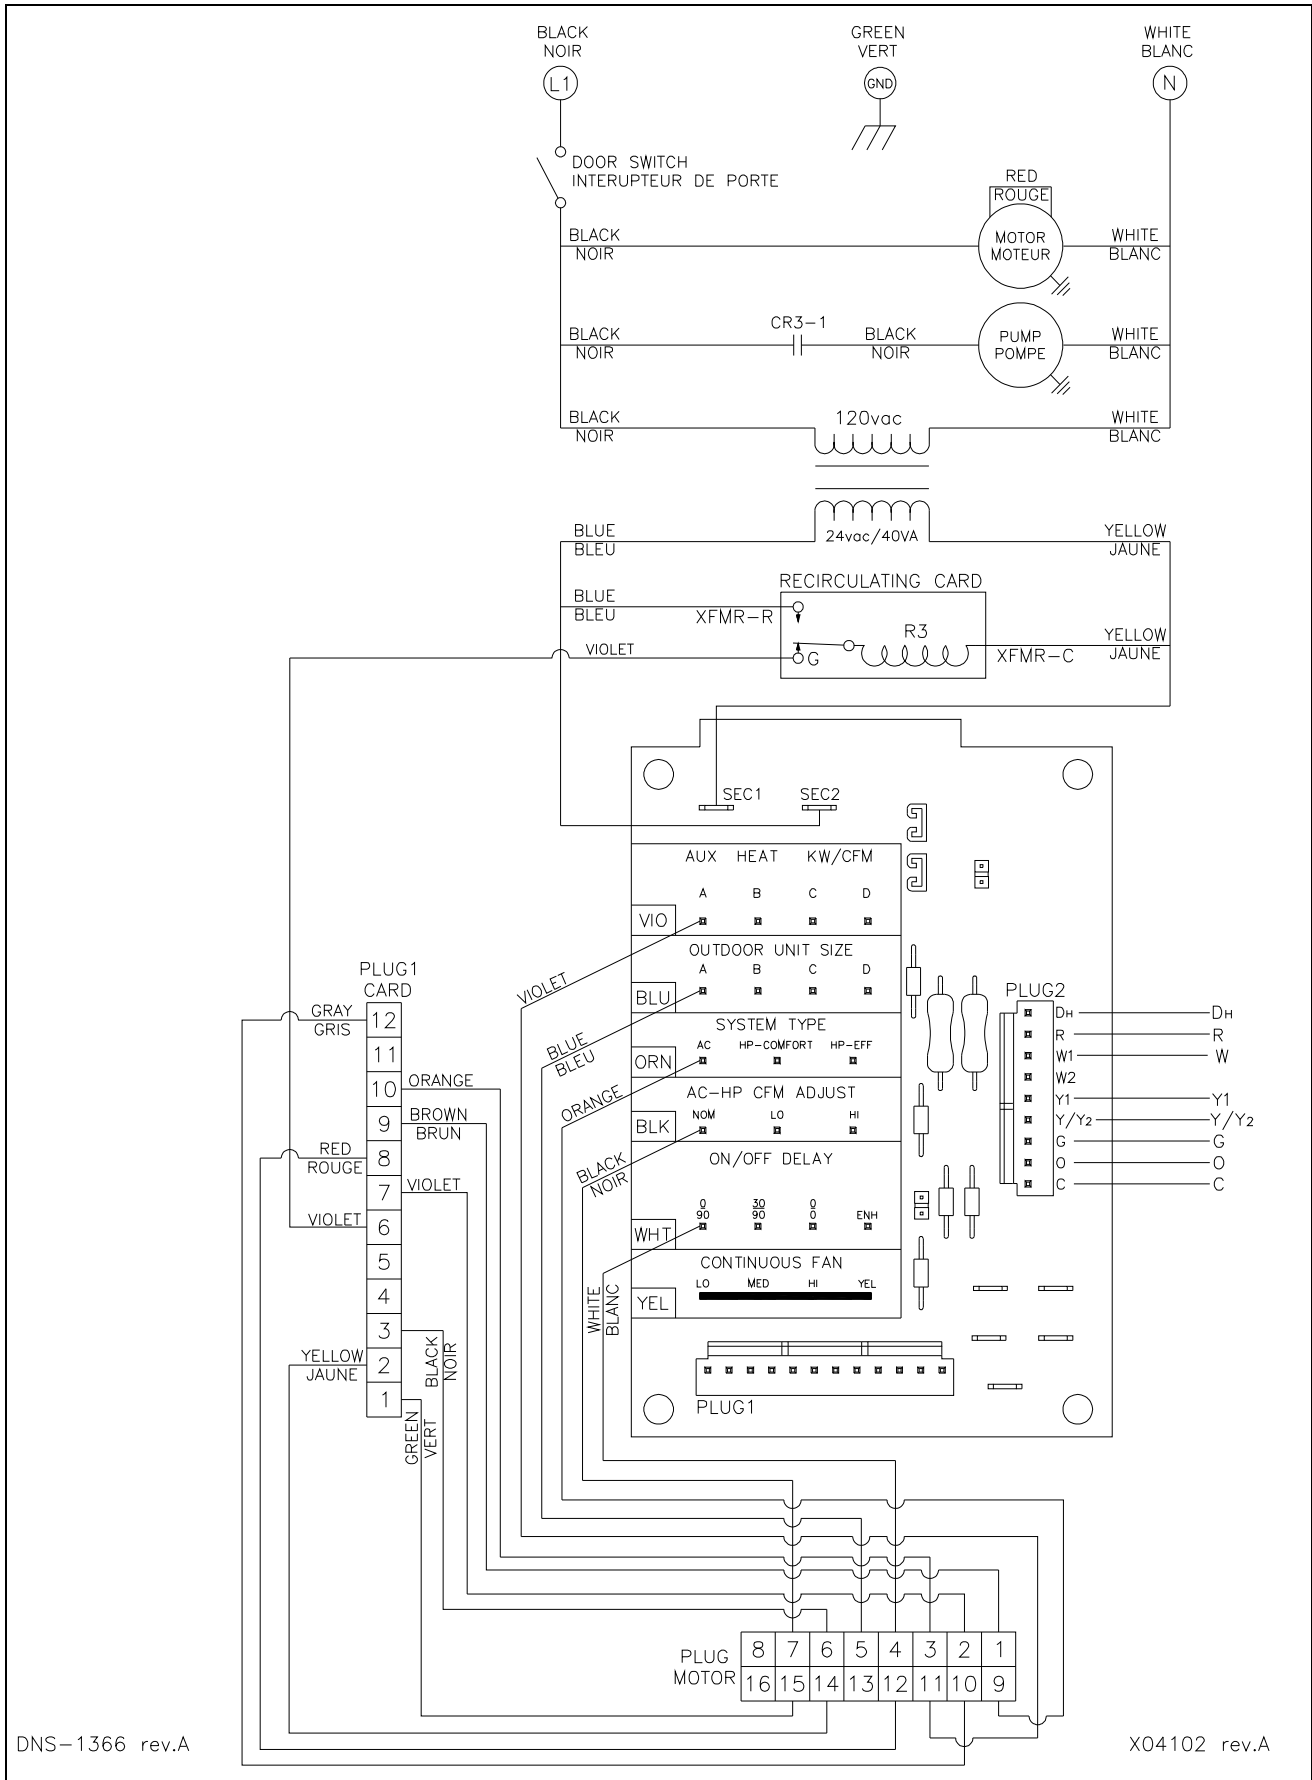 BLACK
NOIR
L1
GREEN
VERT
GND
WHITE
BLANC
N
DOOR SWITCH
INTERUPTEUR DE PORTE
RED
ROUGE
BLACK
NOIR
MOTOR
MOTEUR
WHITE
BLANC
CR3-1
BLACK
NOIR
BLACK
NOIR
PUMP
POMPE
WHITE
BLANC
BLACK
NOIR
120vac
WHITE
BLANC
BLUE
BLEU
24vac/40VA
YELLOW
JAUNE
RECIRCULATING CARD
BLUE
BLEU
XFMR-R
R3
YELLOW
JAUNE
VIOLET
G
XFMR-C
SEC1
SEC2
AUX HEAT KW/CFM
A B C D
VIO
OUTDOOR UNIT SIZE
A B C D
BLU
SYSTEM TYPE
AC HP-COMFORT HP-EFF
ORN
AC-HP CFM ADJUST
NOM LO HI
BLK
ON/OFF DELAY
0 30 0
90 90 0 ENH
WHT
CONTINUOUS FAN
LO MED HI YEL
YEL
PLUG1
PLUG2
DH DH
R R
W1 W
W2
Y1 Y1
Y/Y2 Y/Y2
G G
O O
C C
VIOLET
BLUE
BLEU
ORANGE
BLACK
NOIR
WHITE
BLANC
PLUG1
CARD
GRAY
GRIS
12
11
10
ORANGE
9
BROWN
BRUN
RED
ROUGE
8
7
VIOLET
VIOLET
6
5
4
3
BLACK
NOIR
YELLOW
JAUNE
2
1
GREEN
VERT
PLUG
MOTOR
8 7 6 5 4 3 2 1
16 15 14 13 12 11 10 9
DNS-1366 rev.A
X04102 rev.A